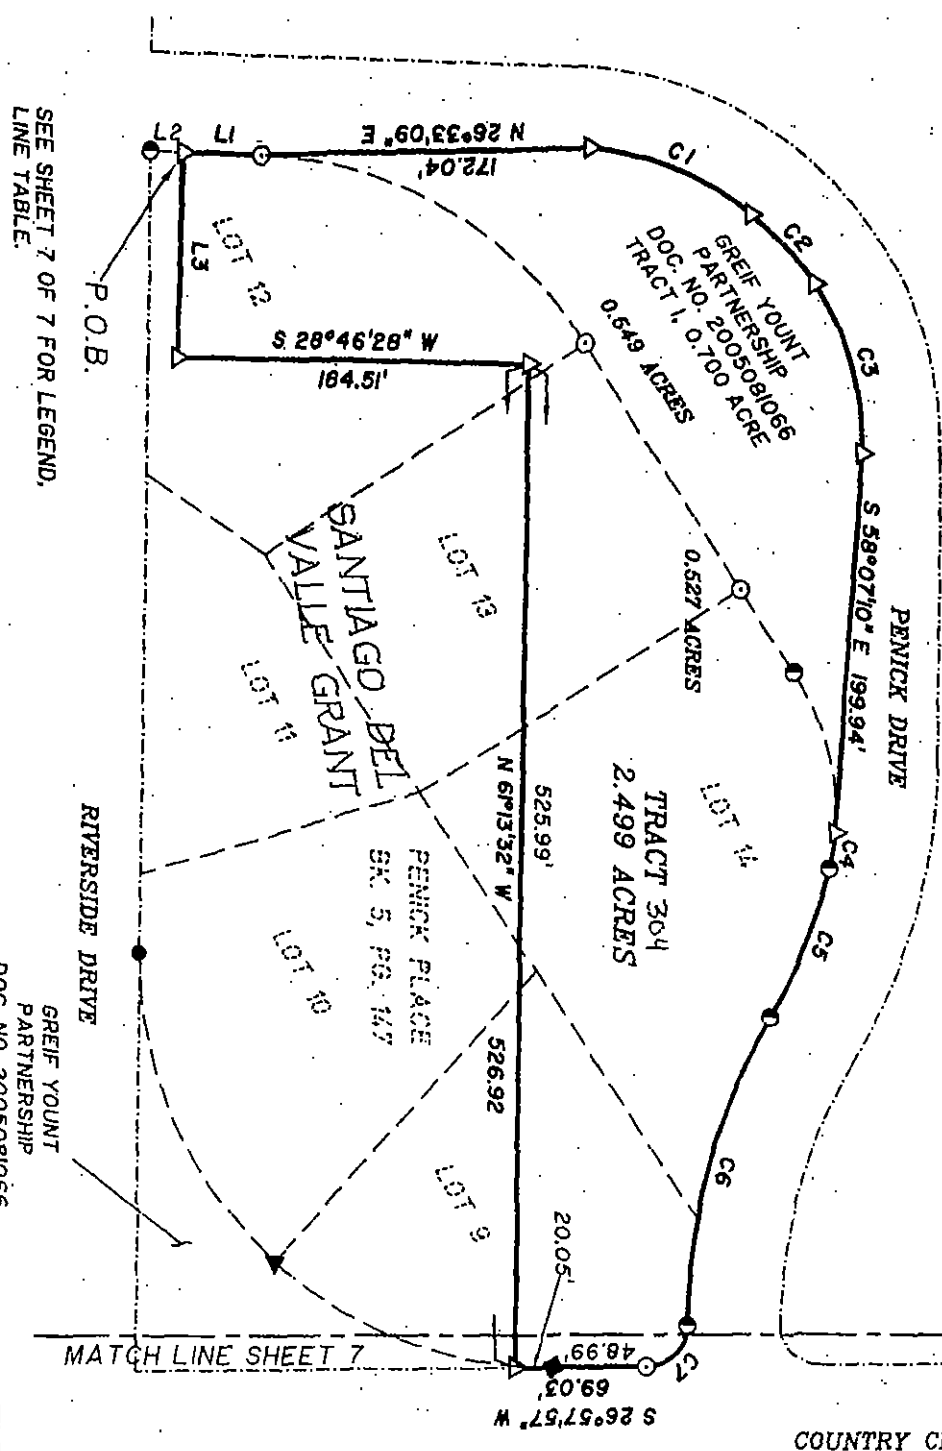 SEE SHEET 7 OF 7 FOR LEGEND,
LINE TABLE.
P.O.B.
L2
L1
N 26°33'09" E
172.04'
C1
C2
C3
L3
LOT 12
S 28°46'28" W
184.51'
GREIF YOUNT
PARTNERSHIP
DOC. NO. 2005081066
TRACT 1, 0.700 ACRE
0.649 ACRES
S 58°07'10" E 199.94'
PENICK DRIVE
0.527 ACRES
LOT 13
SANTIAGO DEL
VALLE GRANT
LOT 11
LOT 14
TRACT 304
2.499 ACRES
525.99'
N 61°13'32" W
526.92
C4
C5
C6
C7
PENICK PLACE
BK. 5, PG. 147
LOT 10
LOT 9
RIVERSIDE DRIVE
GREIF YOUNT
PARTNERSHIP
DOC. NO. 2005081066
20.05'
48.99'
69.03'
S 26°57'57" W
MATCH LINE SHEET 7
COUNTRY